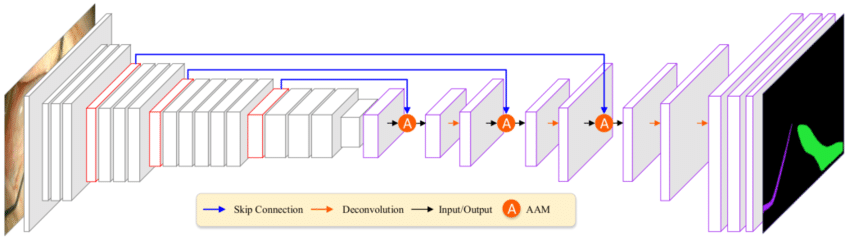 A
A
A
Skip Connection
Deconvolution
Input/Output
A
AAM